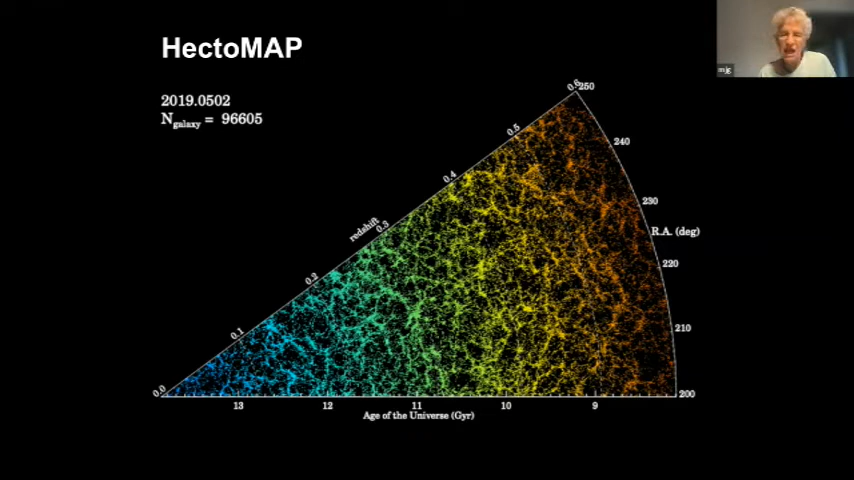 HectoMAP
mjg
2019.0502
N_galaxy = 96605
0.6
250
0.5
240
0.4
230
redshift
0.3
R.A. (deg)
220
0.2
210
0.1
0.0
200
13 12 11 10 9
Age of the Universe (Gyr)